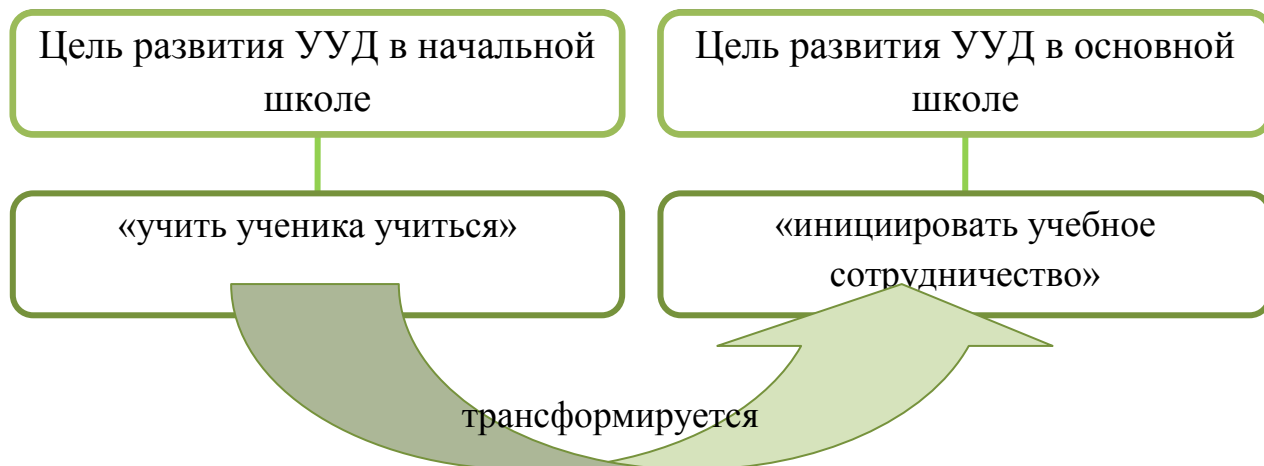 Цель развития УУД в начальной
школе
Цель развития УУД в основной
школе
«учить ученика учиться»
«инициировать учебное
сотрудничество»
трансформируется